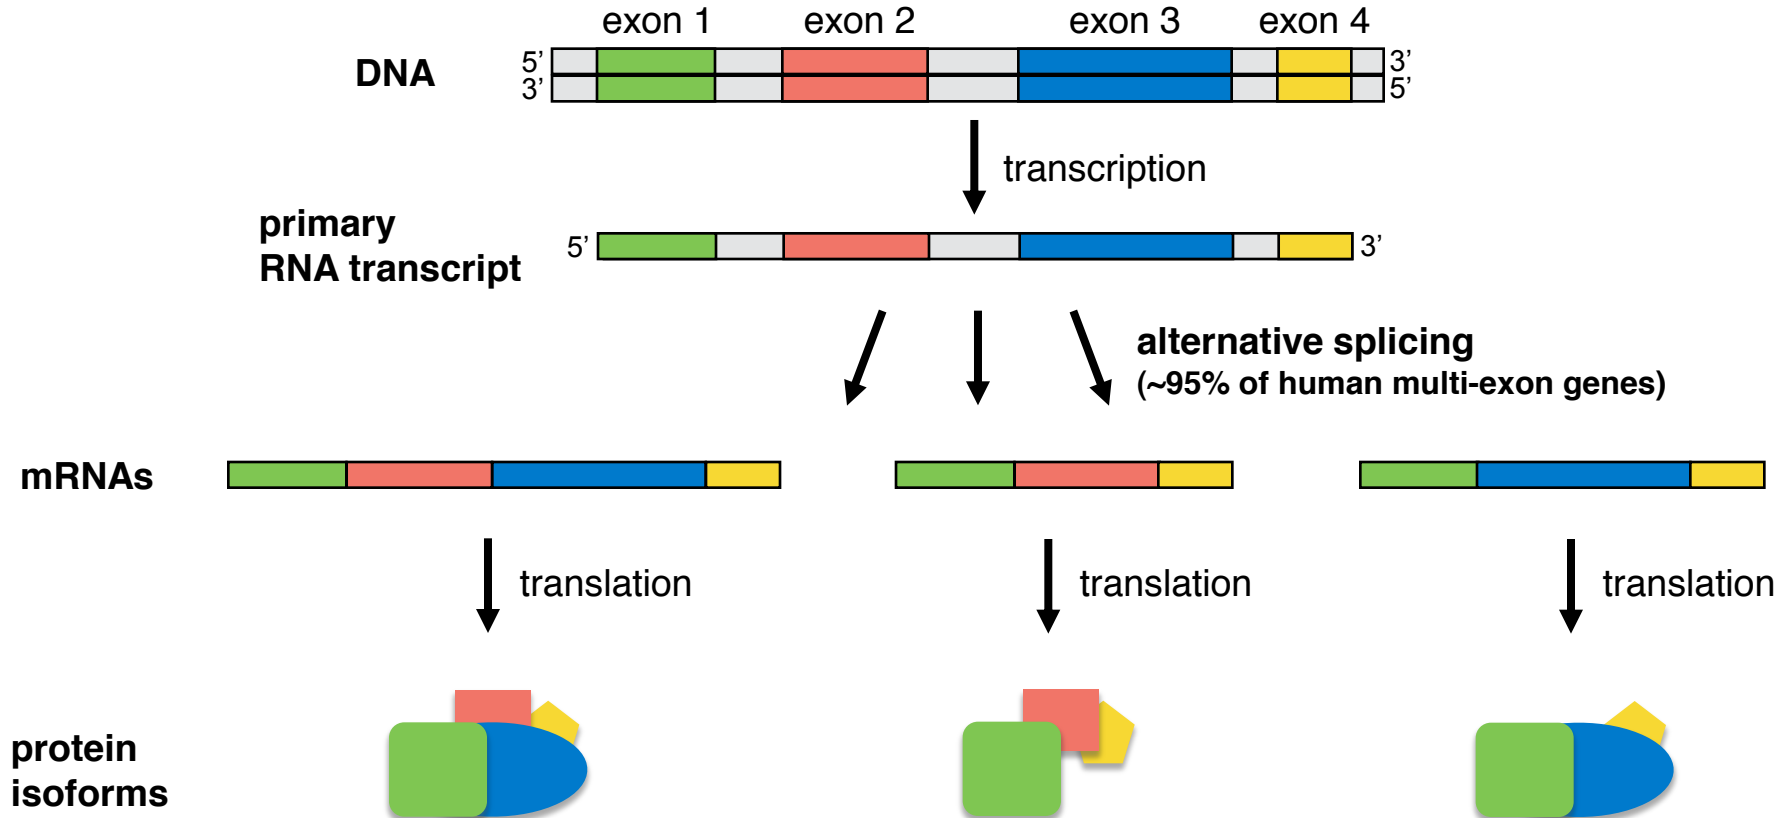 exon 1 exon 2 exon 3 exon 4
5’ 3’
DNA
3’ 5’
transcription
primary
RNA transcript
5’ 3’
alternative splicing
(~95% of human multi-exon genes)
mRNAs
translation translation translation
protein
isoforms